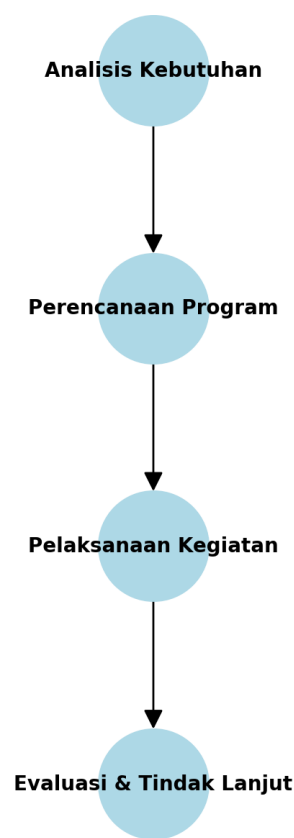 Analisis Kebutuhan
Perencanaan Program
Pelaksanaan Kegiatan
Evaluasi & Tindak Lanjut